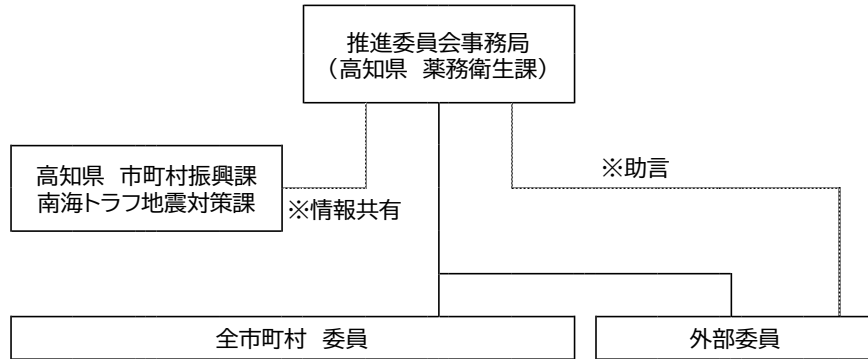 推進委員会事務局
（高知県　薬務衛生課）
高知県　市町村振興課
南海トラフ地震対策課
※情報共有
※助言
全市町村　委員
外部委員